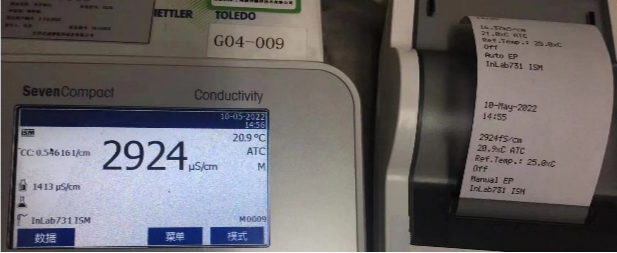 METTLER TOLEDO
G04-009
SevenCompact
Conductivity
10-05-2022
14:56
20.9 °C
CC: 0.546161/cm
2924 µS/cm
ATC
M
1413 µS/cm
InLab731 ISM
M0009
数据
菜单
模式
21.0xC ATC
Ref.Temp.: 25.0xC
Off
Auto EP
InLab731 ISM
10-May-2022
14:55
2924fS/cm
20.9xC ATC
Ref.Temp.: 25.0xC
Off
Manual EP
InLab731 ISM